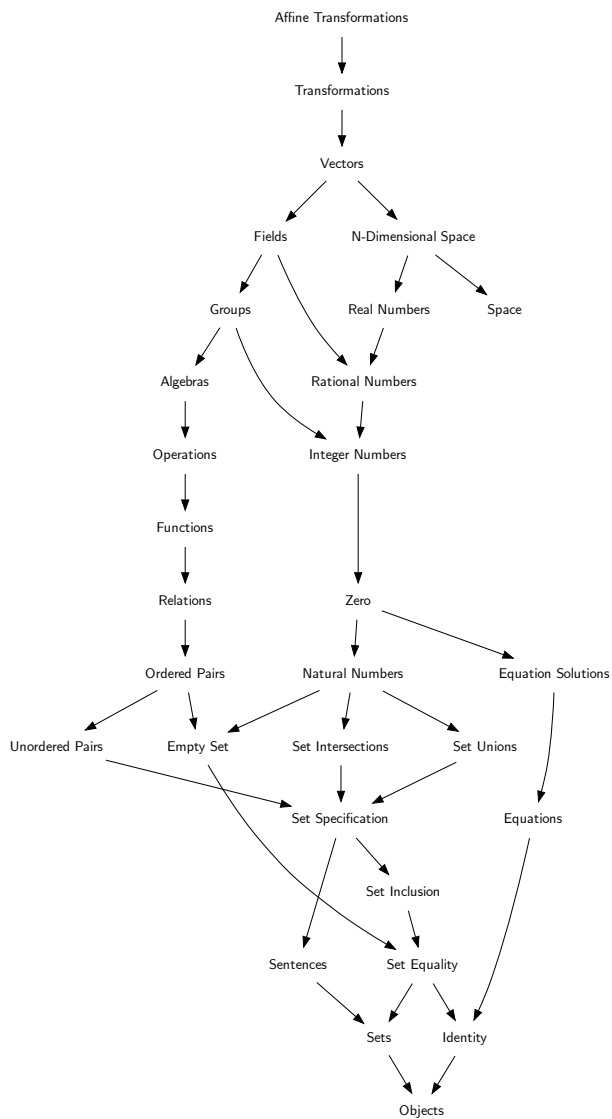 Affine Transformations
Transformations
Vectors
Fields
N-Dimensional Space
Groups
Real Numbers
Space
Algebras
Rational Numbers
Operations
Integer Numbers
Functions
Relations
Zero
Ordered Pairs
Natural Numbers
Equation Solutions
Unordered Pairs
Empty Set
Set Intersections
Set Unions
Set Specification
Equations
Set Inclusion
Sentences
Set Equality
Sets
Identity
Objects